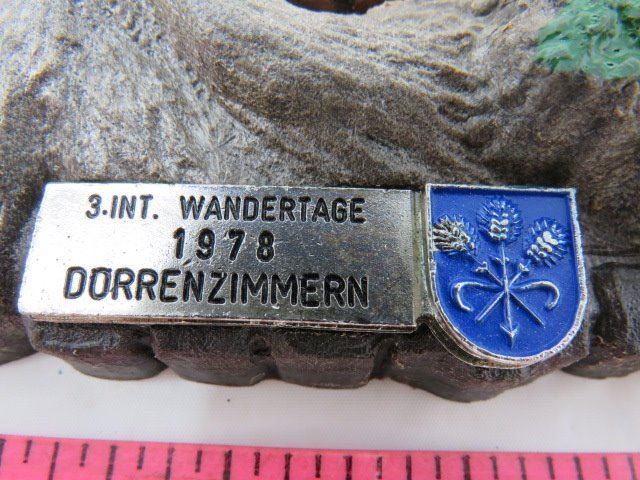 3.INT. WANDERTAGE
1978
DÖRRENZIMMERN